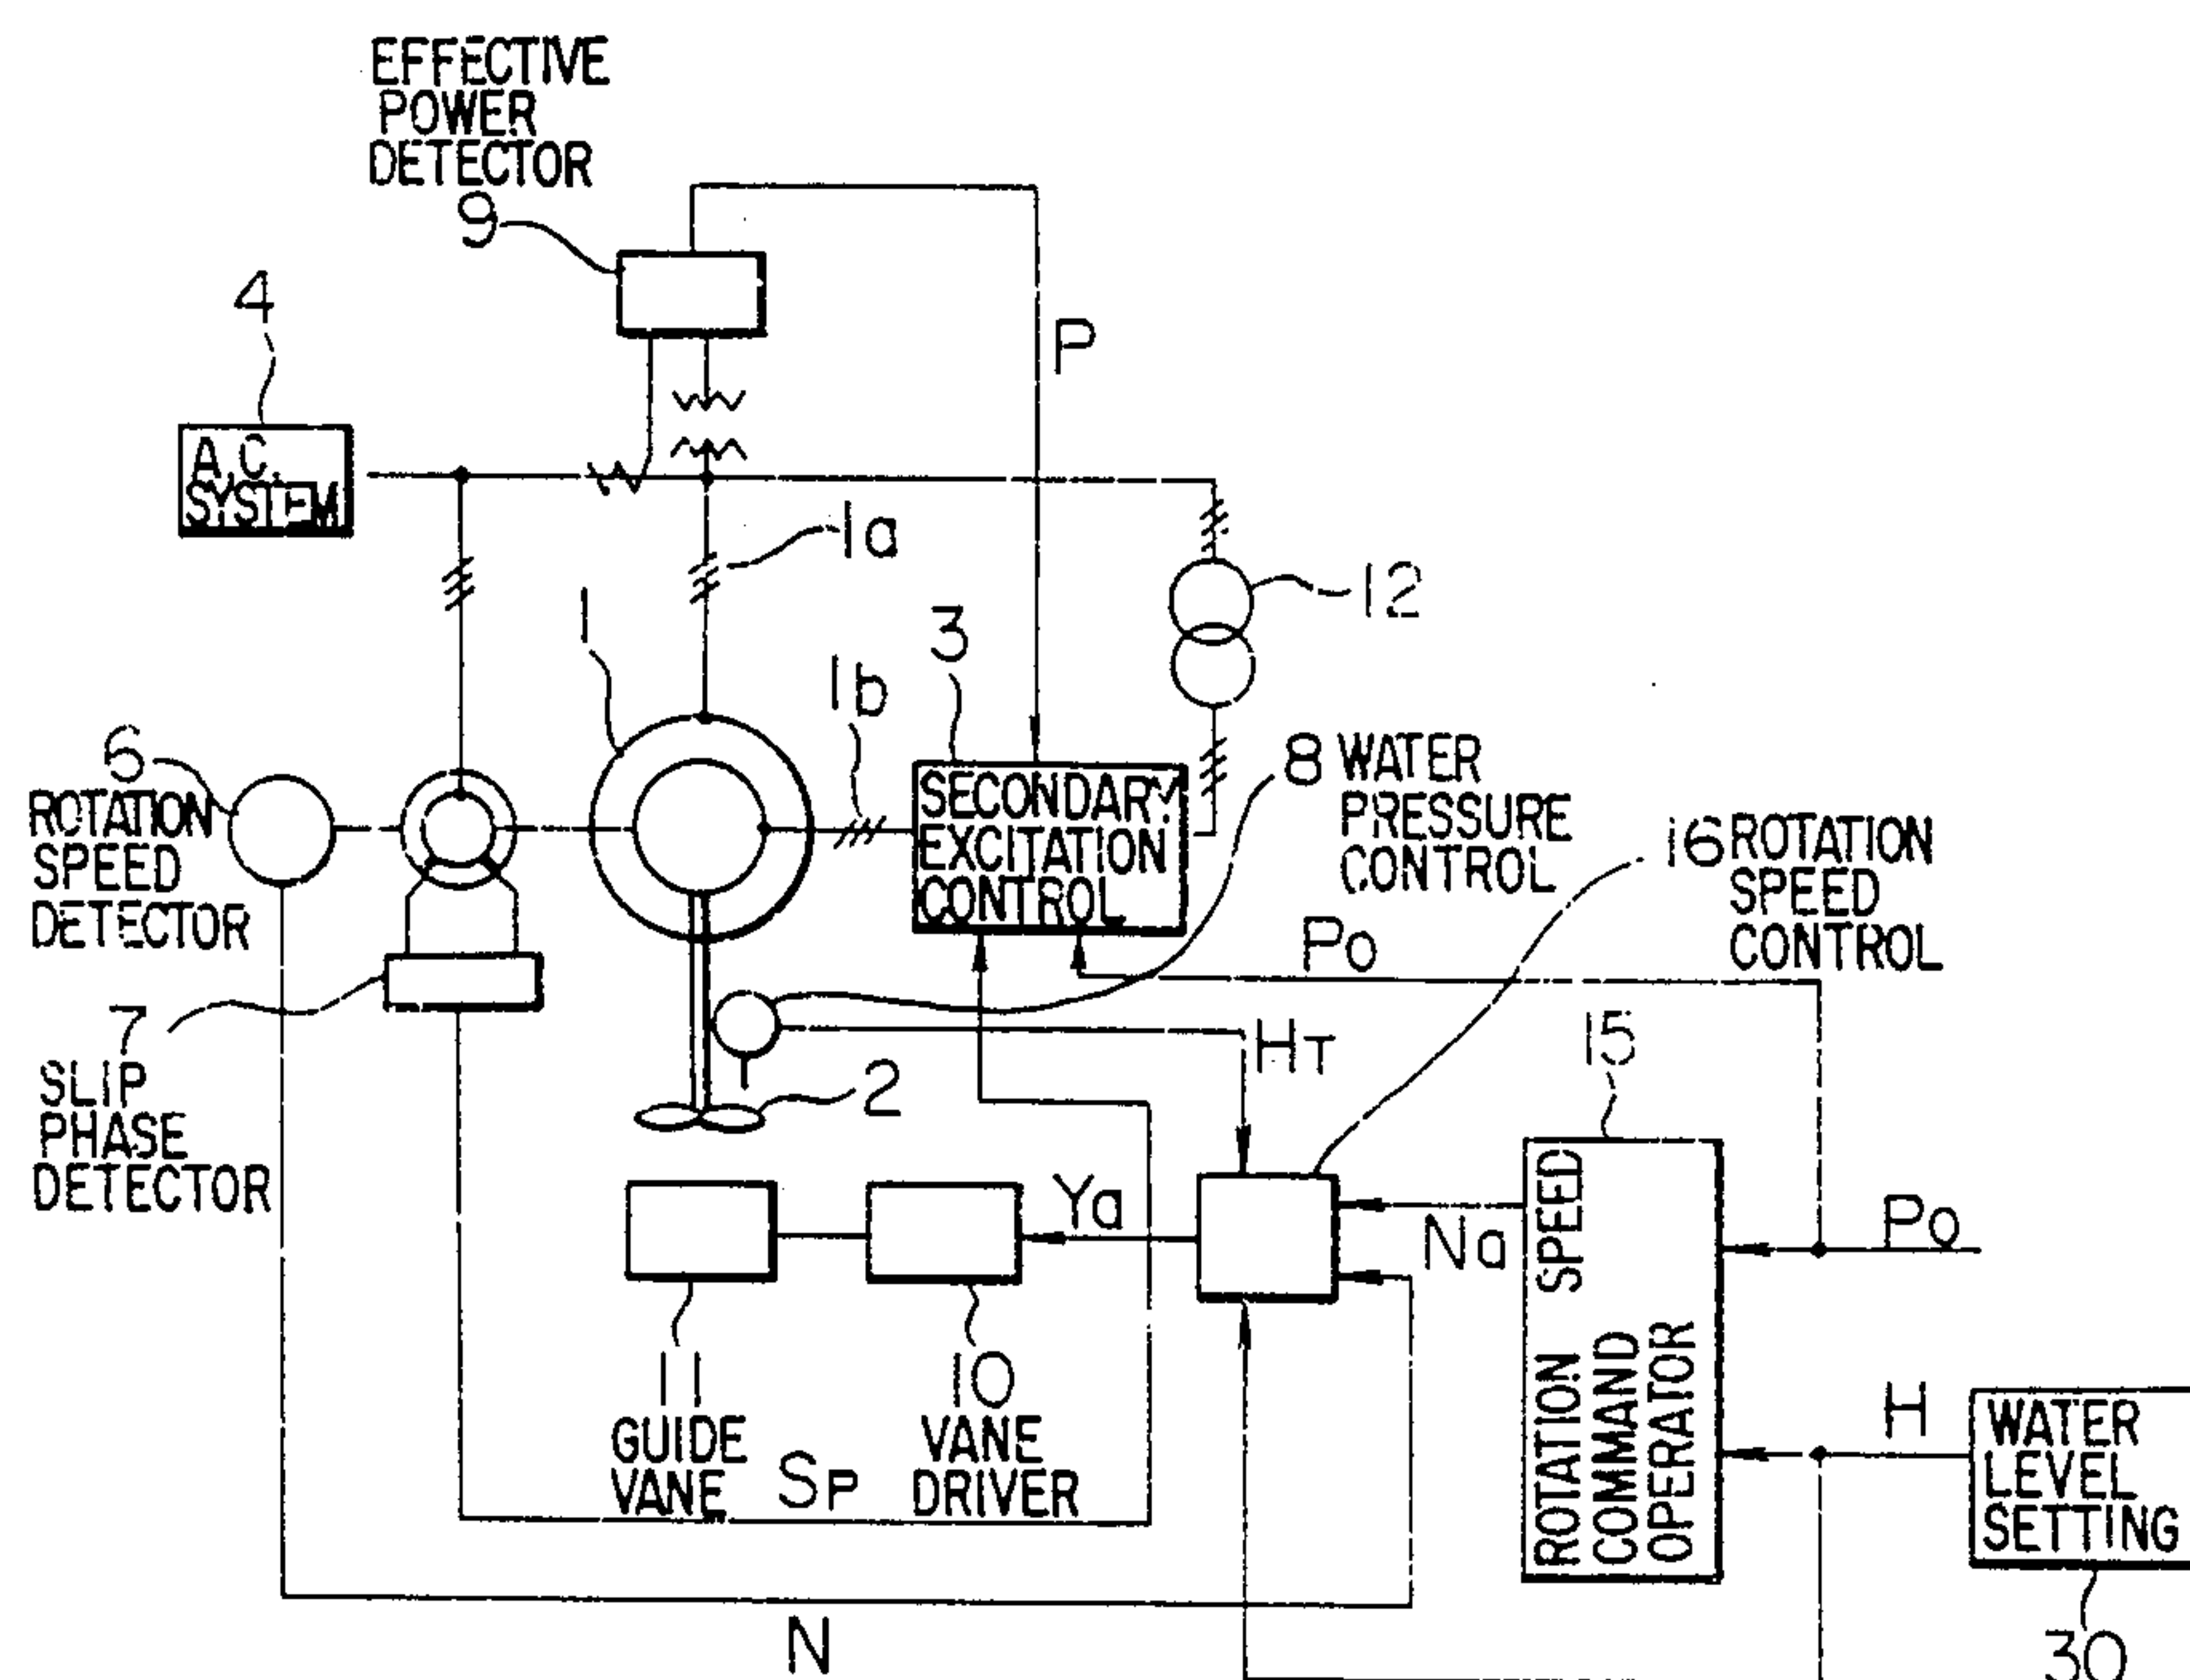 EFFECTIVE
POWER
DETECTOR
9
4
P
A.C.
SYSTEM
1a
12
1
3
1b
6
8 WATER
PRESSURE
CONTROL
16 ROTATION
SPEED
CONTROL
ROTATION
SPEED
DETECTOR
SECONDARY
EXCITATION
CONTROL
Po
7
SLIP
PHASE
DETECTOR
HT
15
2
Ya
Na
Po
ROTATION SPEED
COMMAND
OPERATOR
11
GUIDE
VANE
10
VANE
DRIVER
H
WATER
LEVEL
SETTING
SP
N
30